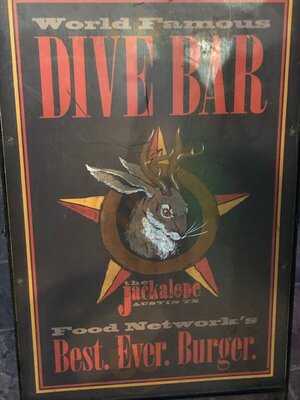 World Famous
DIVE BAR
the
Jackalope
AUSTIN TX
Food Network's
Best. Ever. Burger.